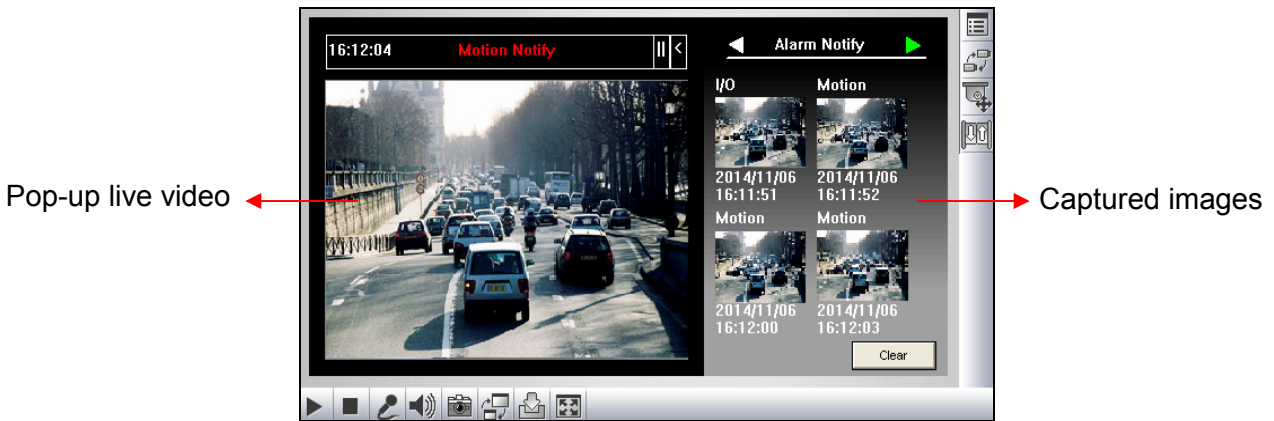 16:12:04 Motion Notify
Alarm Notify
I/O Motion
2014/11/06 2014/11/06
16:11:51 16:11:52
Pop-up live video
Captured images
Motion Motion
2014/11/06 2014/11/06
16:12:00 16:12:03
Clear